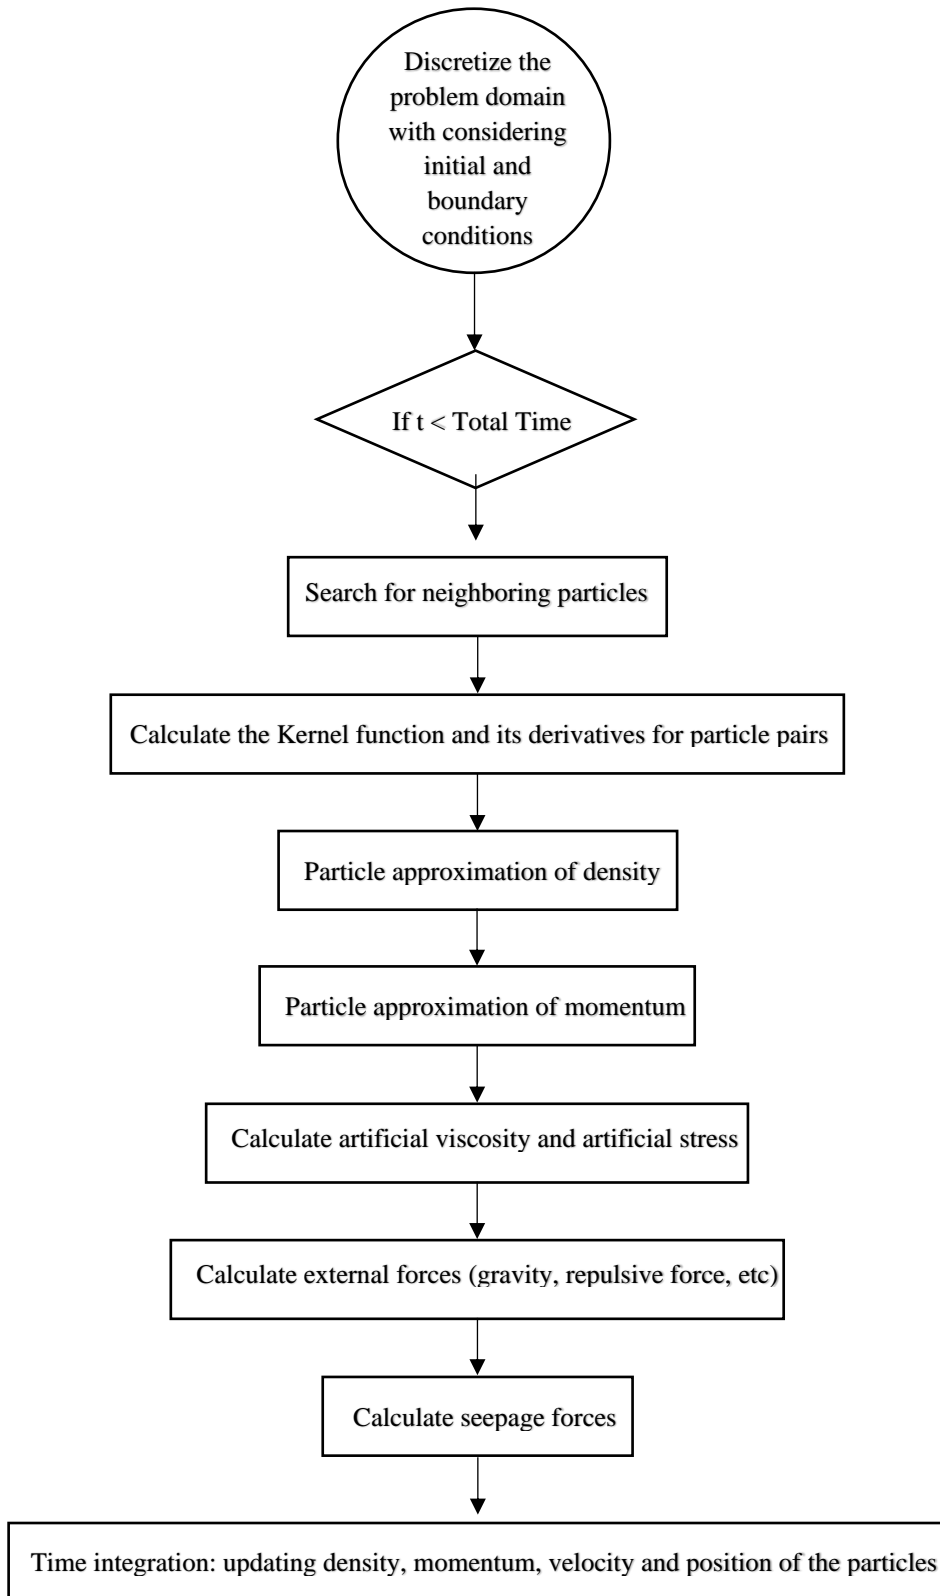 Discretize the
problem domain
with considering
initial and
boundary
conditions
If t < Total Time
Search for neighboring particles
Calculate the Kernel function and its derivatives for particle pairs
Particle approximation of density
Particle approximation of momentum
Calculate artificial viscosity and artificial stress
Calculate external forces (gravity, repulsive force, etc)
Calculate seepage forces
Time integration: updating density, momentum, velocity and position of the particles